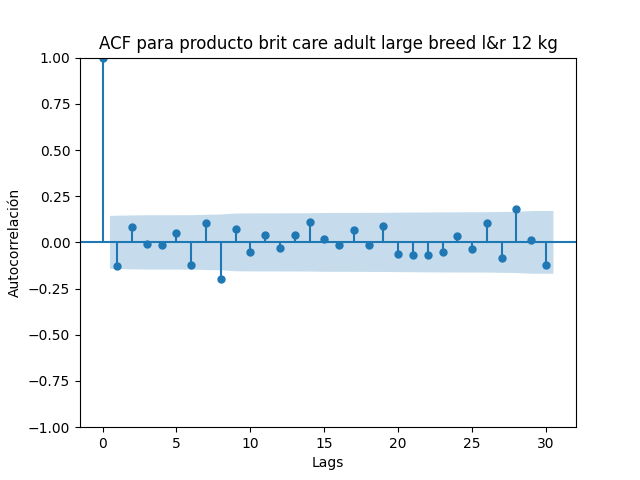 ACF para producto brit care adult large breed l&r 12 kg
1.00
0.75
0.50
0.25
0.00
−0.25
−0.50
−0.75
−1.00
Autocorrelación
0 5 10 15 20 25 30
Lags